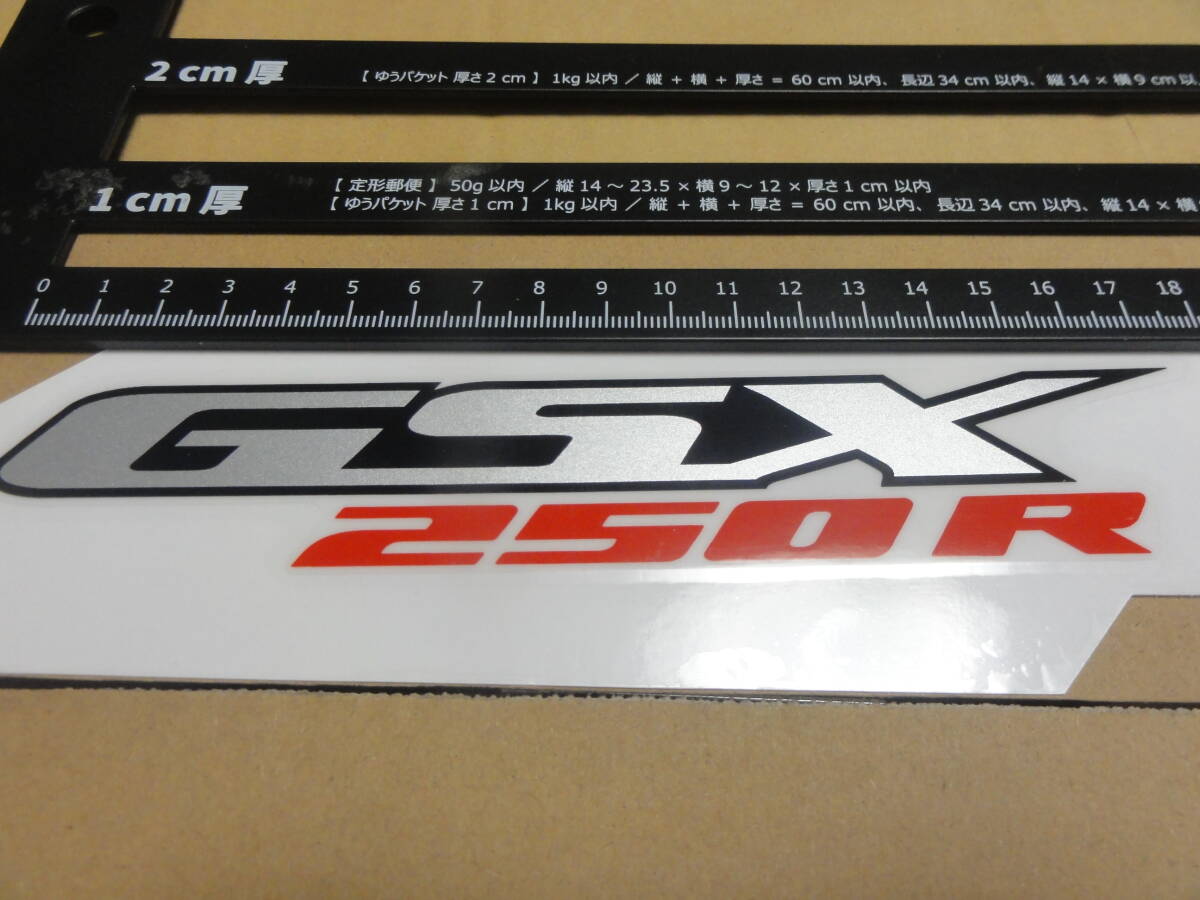 2 cm 厚 【 ゆうパケット 厚さ 2 cm 】 1kg 以内 ／ 縦 + 横 + 厚さ = 60 cm 以内、長辺 34 cm 以内、縦 14 × 横 9 cm 以
1 cm 厚 【 定形郵便 】 50g 以内 ／ 縦 14 ～ 23.5 × 横 9 ～ 12 × 厚さ 1 cm 以内
【 ゆうパケット 厚さ 1 cm 】 1kg 以内 ／ 縦 + 横 + 厚さ = 60 cm 以内、長辺 34 cm 以内、縦 14 × 横
0 1 2 3 4 5 6 7 8 9 10 11 12 13 14 15 16 17 18
GSX
250R